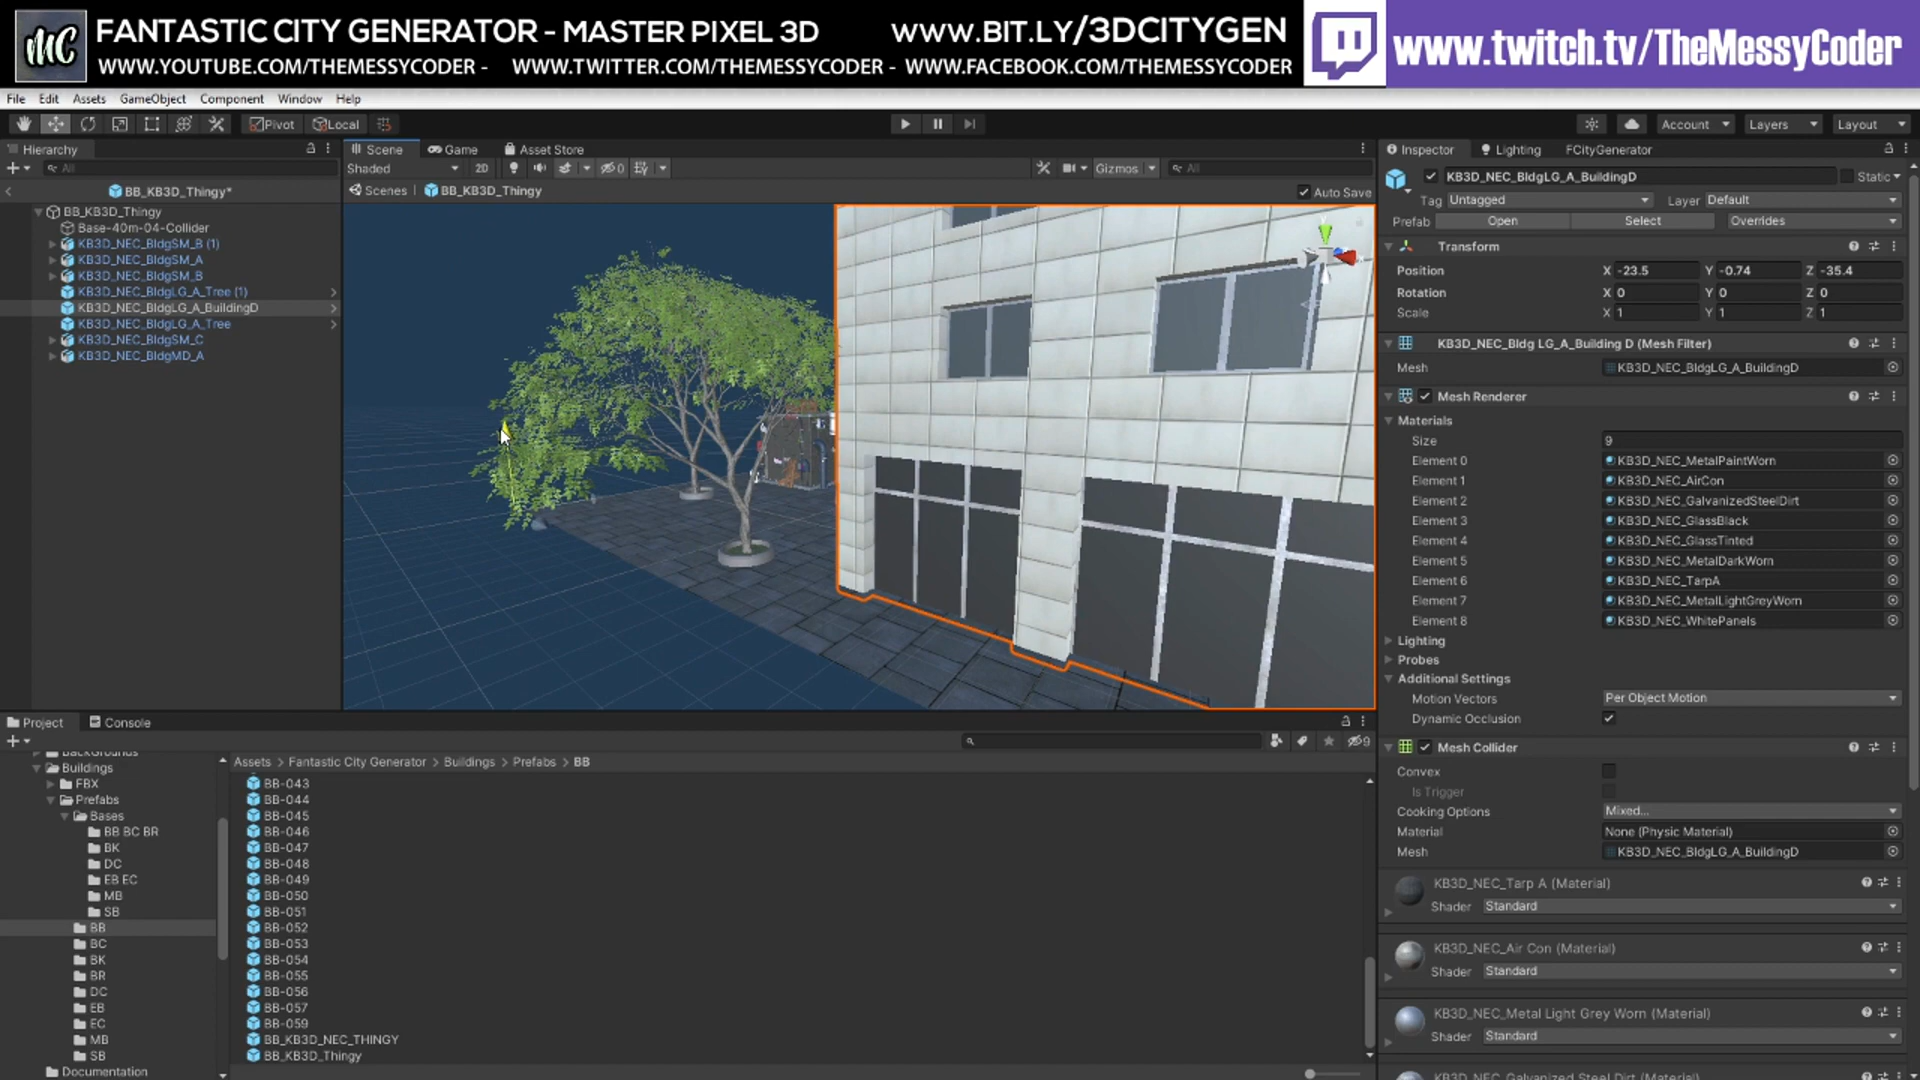 MC
FANTASTIC CITY GENERATOR - MASTER PIXEL 3D
WWW.BIT.LY/3DCITYGEN
WWW.YOUTUBE.COM/THEMESSYCODER - WWW.TWITTER.COM/THEMESSYCODER - WWW.FACEBOOK.COM/THEMESSYCODER
www.twitch.tv/TheMessyCoder
File Edit Assets GameObject Component Window Help
Pivot Local
Account Layers Layout
Hierarchy
All
BB_KB3D_Thingy*
BB_KB3D_Thingy
Base-40m-04-Collider
KB3D_NEC_BldgSM_B (1)
KB3D_NEC_BldgSM_A
KB3D_NEC_BldgSM_B
KB3D_NEC_BldgLG_A_Tree (1)
KB3D_NEC_BldgLG_A_BuildingD
KB3D_NEC_BldgLG_A_Tree
KB3D_NEC_BldgSM_C
KB3D_NEC_BldgMD_A
Scene Game Asset Store
Shaded 2D 0 Gizmos All
Scenes BB_KB3D_Thingy Auto Save
Inspector Lighting FCityGenerator
KB3D_NEC_BldgLG_A_BuildingD Static
Tag Untagged Layer Default
Prefab Open Select Overrides
Transform
Position X -23.5 Y -0.74 Z -35.4
Rotation X 0 Y 0 Z 0
Scale X 1 Y 1 Z 1
KB3D_NEC_Bldg LG_A_Building D (Mesh Filter)
Mesh KB3D_NEC_BldgLG_A_BuildingD
Mesh Renderer
Materials
Size 9
Element 0 KB3D_NEC_MetalPaintWorn
Element 1 KB3D_NEC_AirCon
Element 2 KB3D_NEC_GalvanizedSteelDirt
Element 3 KB3D_NEC_GlassBlack
Element 4 KB3D_NEC_GlassTinted
Element 5 KB3D_NEC_MetalDarkWorn
Element 6 KB3D_NEC_TarpA
Element 7 KB3D_NEC_MetalLightGreyWorn
Element 8 KB3D_NEC_WhitePanels
Lighting
Probes
Additional Settings
Motion Vectors Per Object Motion
Dynamic Occlusion
Mesh Collider
Convex
Is Trigger
Cooking Options Mixed...
Material None (Physic Material)
Mesh KB3D_NEC_BldgLG_A_BuildingD
KB3D_NEC_Tarp A (Material)
Shader Standard
KB3D_NEC_Air Con (Material)
Shader Standard
KB3D_NEC_Metal Light Grey Worn (Material)
Shader Standard
KB3D_NEC_Galvanized Steel Dirt (Material)
Project Console
9
BackGrounds
Buildings
FBX
Prefabs
Bases
BB BC BR
BK
DC
EB EC
MB
SB
BB
BC
BK
BR
DC
EB
EC
MB
SB
Documentation
Assets > Fantastic City Generator > Buildings > Prefabs > BB
BB-043
BB-044
BB-045
BB-046
BB-047
BB-048
BB-049
BB-050
BB-051
BB-052
BB-053
BB-054
BB-055
BB-056
BB-057
BB-059
BB_KB3D_NEC_THINGY
BB_KB3D_Thingy